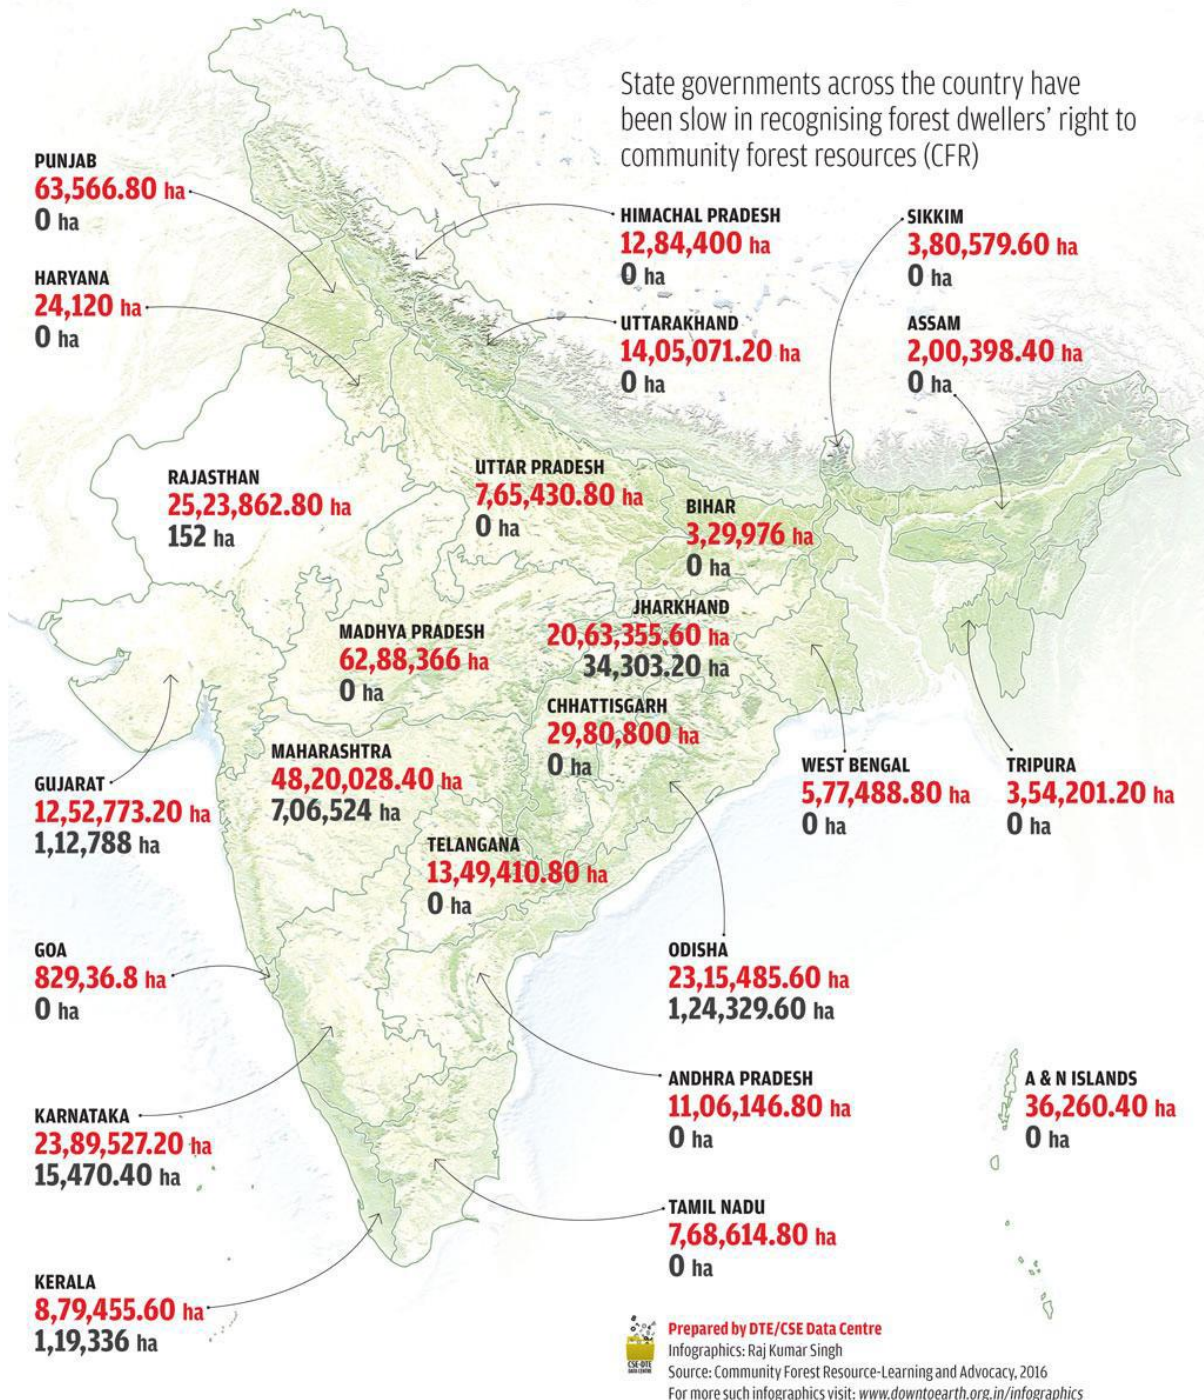 State governments across the country have
been slow in recognising forest dwellers' right to
community forest resources (CFR)
PUNJAB
63,566.80 ha
0 ha
HARYANA
24,120 ha
0 ha
HIMACHAL PRADESH
12,84,400 ha
0 ha
UTTARAKHAND
14,05,071.20 ha
0 ha
SIKKIM
3,80,579.60 ha
0 ha
ASSAM
2,00,398.40 ha
0 ha
RAJASTHAN
25,23,862.80 ha
152 ha
UTTAR PRADESH
7,65,430.80 ha
0 ha
BIHAR
3,29,976 ha
0 ha
MADHYA PRADESH
62,88,366 ha
0 ha
JHARKHAND
20,63,355.60 ha
34,303.20 ha
CHHATTISGARH
29,80,800 ha
0 ha
MAHARASHTRA
48,20,028.40 ha
7,06,524 ha
GUJARAT
12,52,773.20 ha
1,12,788 ha
WEST BENGAL
5,77,488.80 ha
0 ha
TRIPURA
3,54,201.20 ha
0 ha
TELANGANA
13,49,410.80 ha
0 ha
GOA
829,36.8 ha
0 ha
ODISHA
23,15,485.60 ha
1,24,329.60 ha
KARNATAKA
23,89,527.20 ha
15,470.40 ha
ANDHRA PRADESH
11,06,146.80 ha
0 ha
A & N ISLANDS
36,260.40 ha
0 ha
TAMIL NADU
7,68,614.80 ha
0 ha
KERALA
8,79,455.60 ha
1,19,336 ha
CSE-DTE
DATA CENTRE
Prepared by DTE/CSE Data Centre
Infographics: Raj Kumar Singh
Source: Community Forest Resource-Learning and Advocacy, 2016
For more such infographics visit: www.downtoearth.org.in/infographics